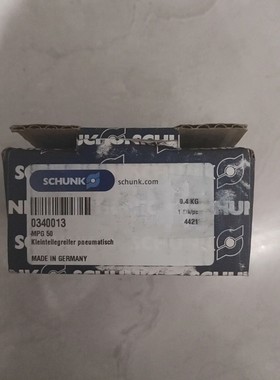 SCHUNK
schunk.com
0340013
0.4 KG
MPG 50
4421
Kleinteilegreifer pneumatisch
MADE IN GERMANY